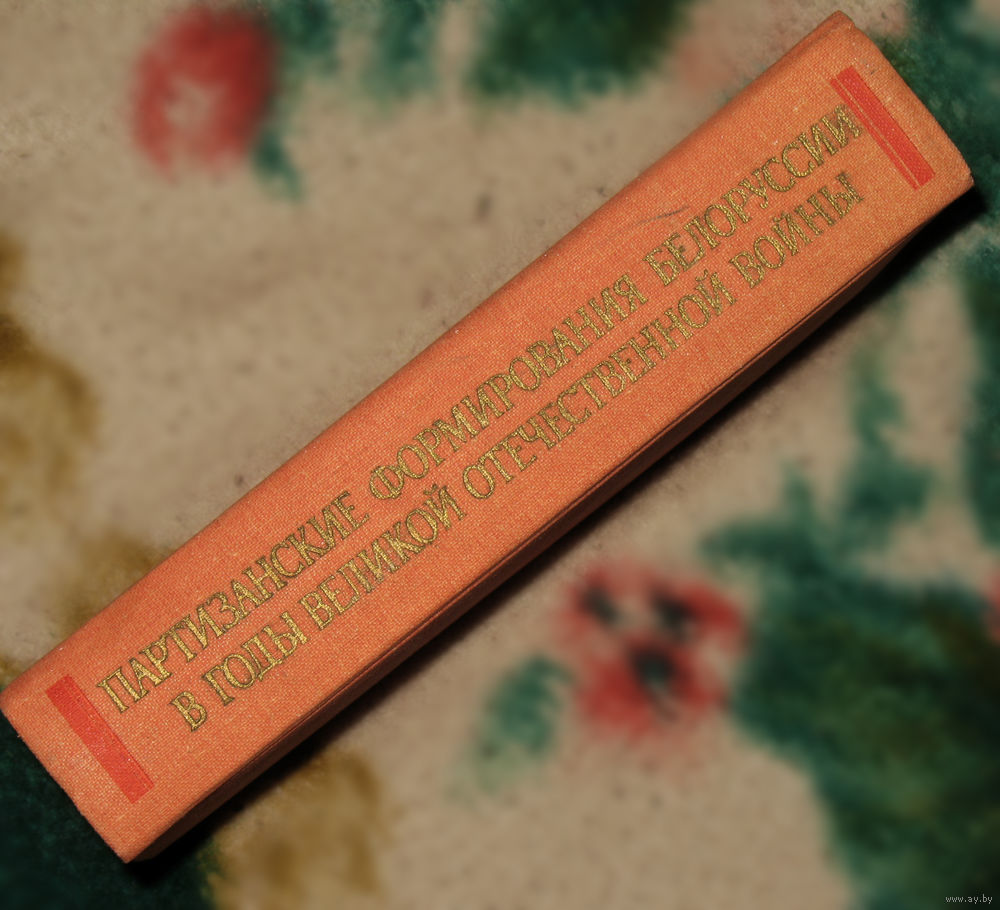 ПАРТИЗАНСКИЕ ФОРМИРОВАНИЯ БЕЛОРУССИИ
В ГОДЫ ВЕЛИКОЙ ОТЕЧЕСТВЕННОЙ ВОЙНЫ
www.ay.by